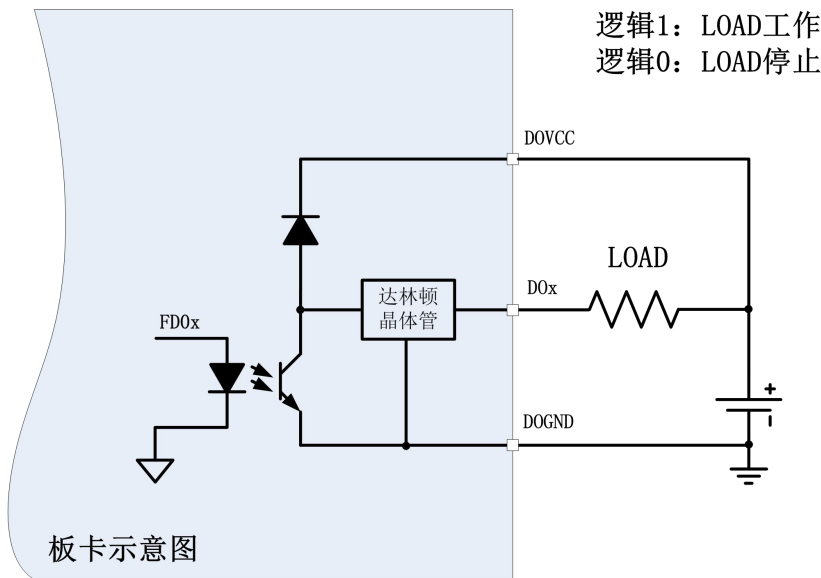 逻辑1: LOAD工作
逻辑0: LOAD停止
DOVCC
LOAD
DOx
达林顿
晶体管
FDOx
+
-
DOGND
板卡示意图